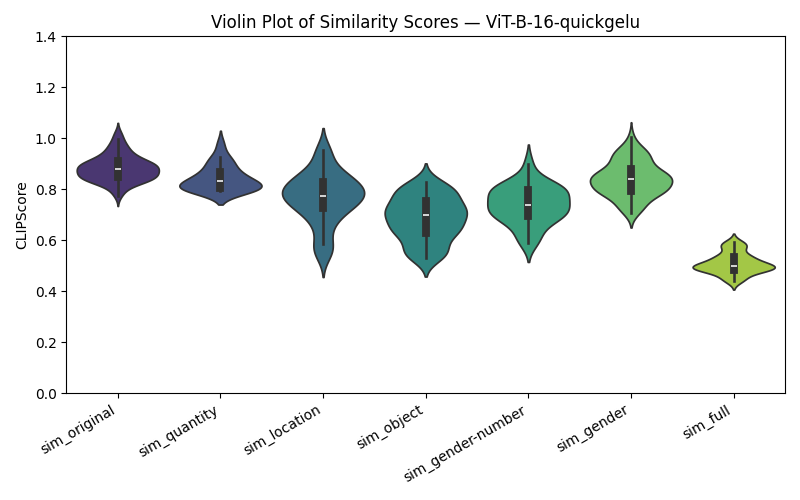 Violin Plot of Similarity Scores — ViT-B-16-quickgelu
1.4
1.2
1.0
0.8
0.6
0.4
0.2
0.0
CLIPScore
sim_original
sim_quantity
sim_location
sim_object
sim_gender-number
sim_gender
sim_full